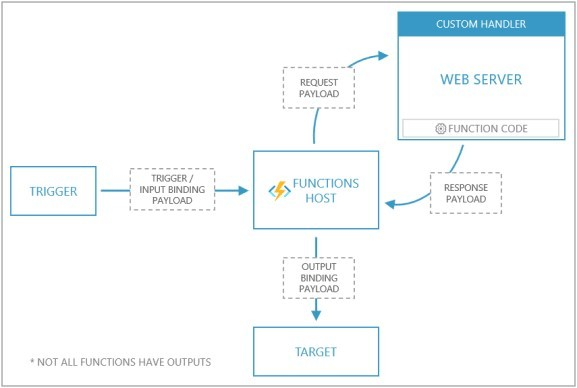 CUSTOM HANDLER
WEB SERVER
FUNCTION CODE
REQUEST
PAYLOAD
TRIGGER
TRIGGER /
INPUT BINDING
PAYLOAD
FUNCTIONS
HOST
RESPONSE
PAYLOAD
OUTPUT
BINDING
PAYLOAD
TARGET
* NOT ALL FUNCTIONS HAVE OUTPUTS